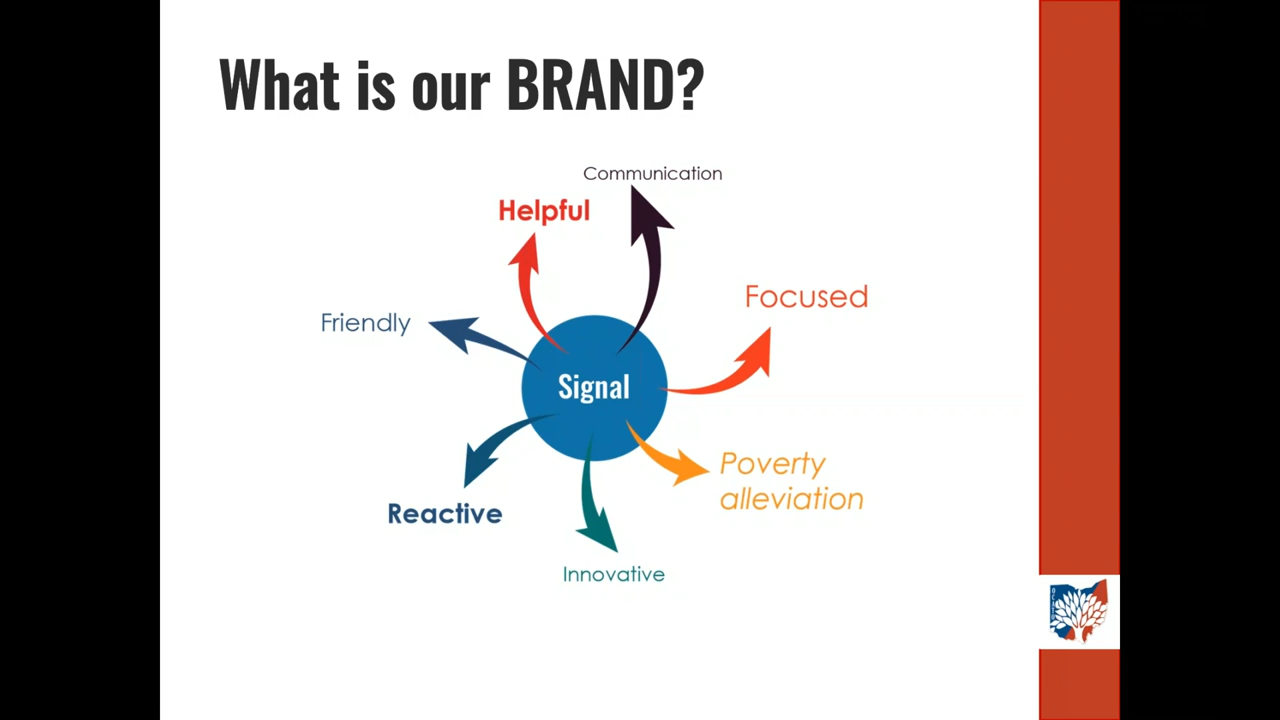 What is our BRAND?
Communication
Helpful
Focused
Friendly
Signal
Poverty
alleviation
Reactive
Innovative